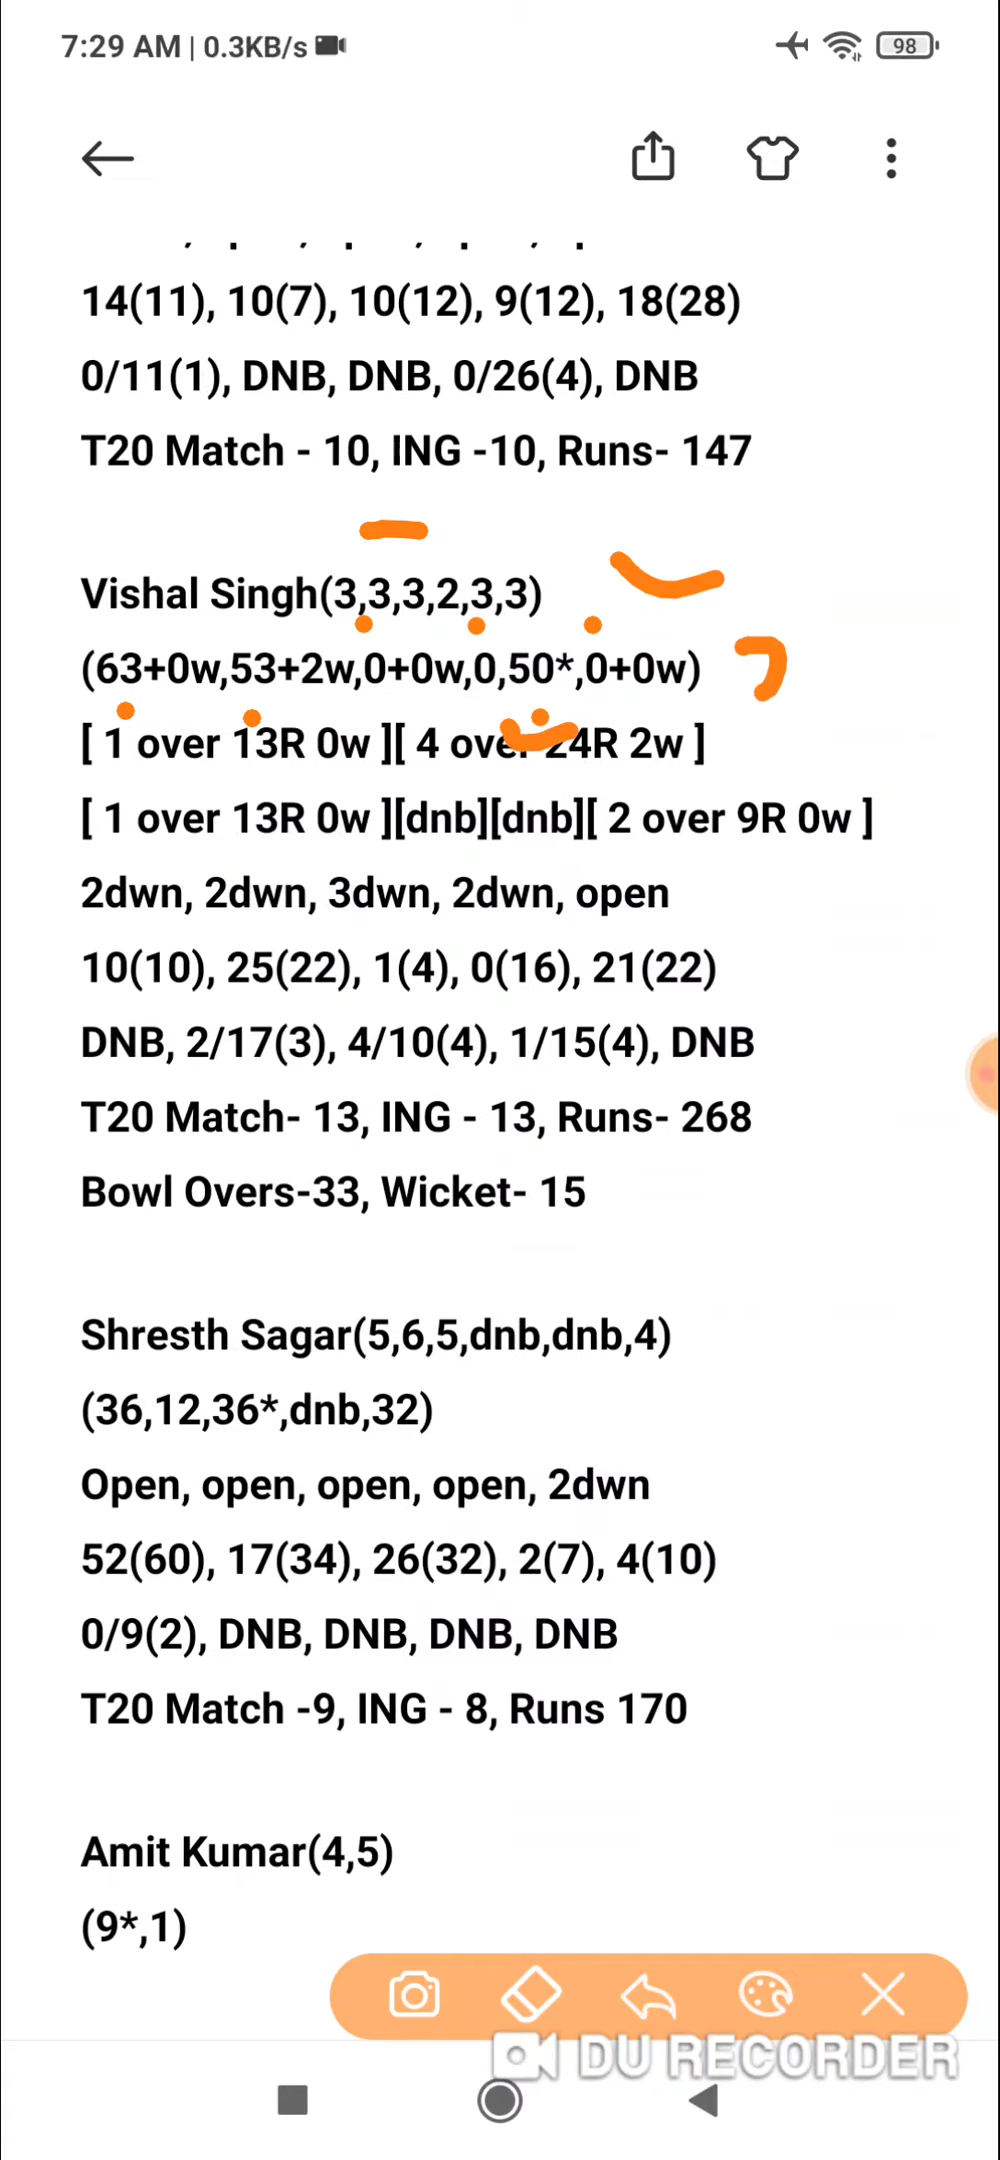 7:29 AM | 0.3KB/s
98
14(11), 10(7), 10(12), 9(12), 18(28)
0/11(1), DNB, DNB, 0/26(4), DNB
T20 Match - 10, ING -10, Runs- 147
Vishal Singh(3,3,3,2,3,3)
(63+0w,53+2w,0+0w,0,50*,0+0w)
[ 1 over 13R 0w ][ 4 over 24R 2w ]
[ 1 over 13R 0w ][dnb][dnb][ 2 over 9R 0w ]
2dwn, 2dwn, 3dwn, 2dwn, open
10(10), 25(22), 1(4), 0(16), 21(22)
DNB, 2/17(3), 4/10(4), 1/15(4), DNB
T20 Match- 13, ING - 13, Runs- 268
Bowl Overs-33, Wicket- 15
Shresth Sagar(5,6,5,dnb,dnb,4)
(36,12,36*,dnb,32)
Open, open, open, open, 2dwn
52(60), 17(34), 26(32), 2(7), 4(10)
0/9(2), DNB, DNB, DNB, DNB
T20 Match -9, ING - 8, Runs 170
Amit Kumar(4,5)
(9*,1)
DU RECORDER